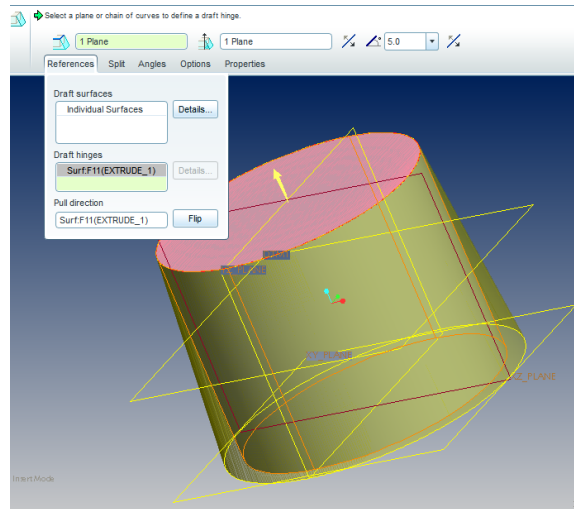 Select a plane or chain of curves to define a draft hinge.
1 Plane
1 Plane
5.0
References Split Angles Options Properties
Draft surfaces
Individual Surfaces
Details...
Draft hinges
Surf:F11(EXTRUDE_1)
Details...
Pull direction
Surf:F11(EXTRUDE_1)
Flip
Z_PLANE
Insert Mode